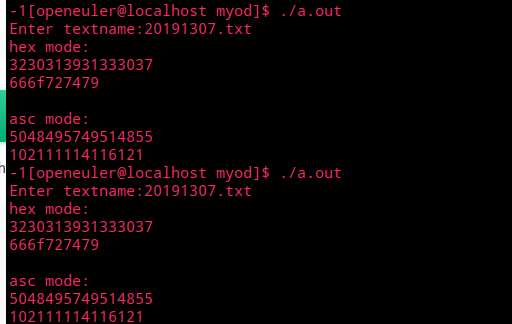 -1[openeuler@localhost myod]$ ./a.out
Enter textname:20191307.txt
hex mode:
3230313931333037
666f727479
asc mode:
5048495749514855
102111114116121
-1[openeuler@localhost myod]$ ./a.out
Enter textname:20191307.txt
hex mode:
3230313931333037
666f727479
asc mode:
5048495749514855
102111114116121